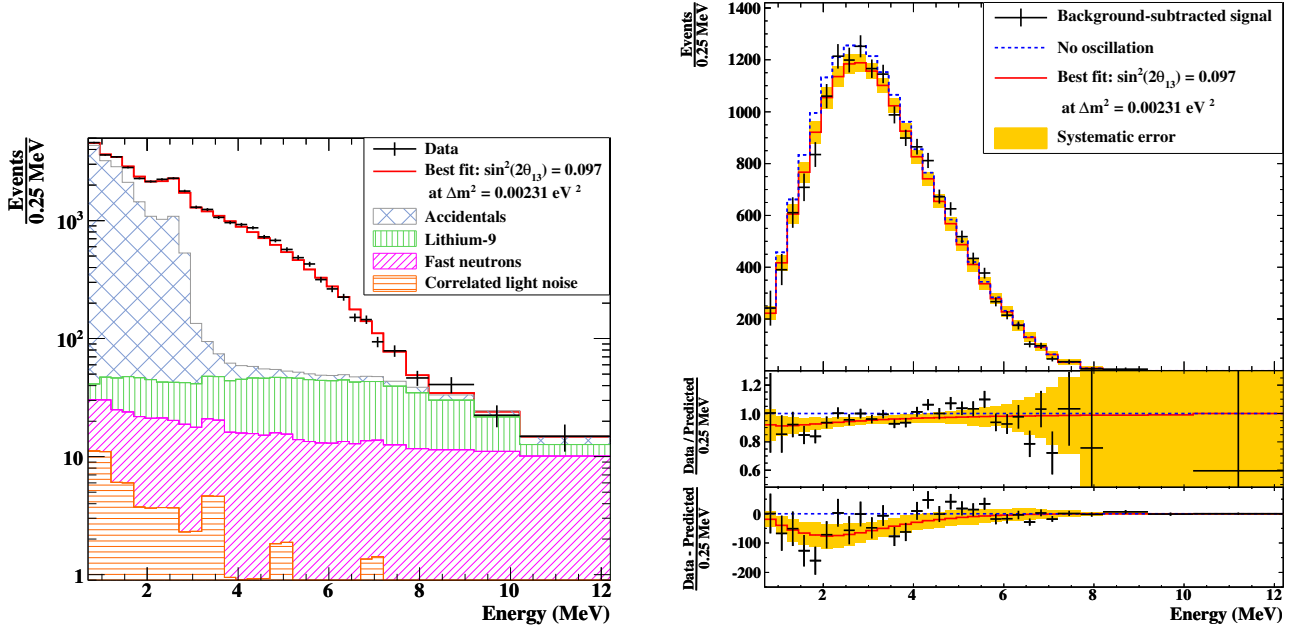 Events
0.25 MeV
10³
10²
10
1
2
4
6
8
10
12
Energy (MeV)
Data
Best fit: sin²(2θ₁₃) = 0.097
at Δm² = 0.00231 eV ²
Accidentals
Lithium-9
Fast neutrons
Correlated light noise
Events
0.25 MeV
1400
1200
1000
800
600
400
200
Background-subtracted signal
No oscillation
Best fit: sin²(2θ₁₃) = 0.097
at Δm² = 0.00231 eV ²
Systematic error
Data / Predicted
0.25 MeV
1.2
1.0
0.8
0.6
Data - Predicted
0.25 MeV
0
-100
-200
2
4
6
8
10
12
Energy (MeV)